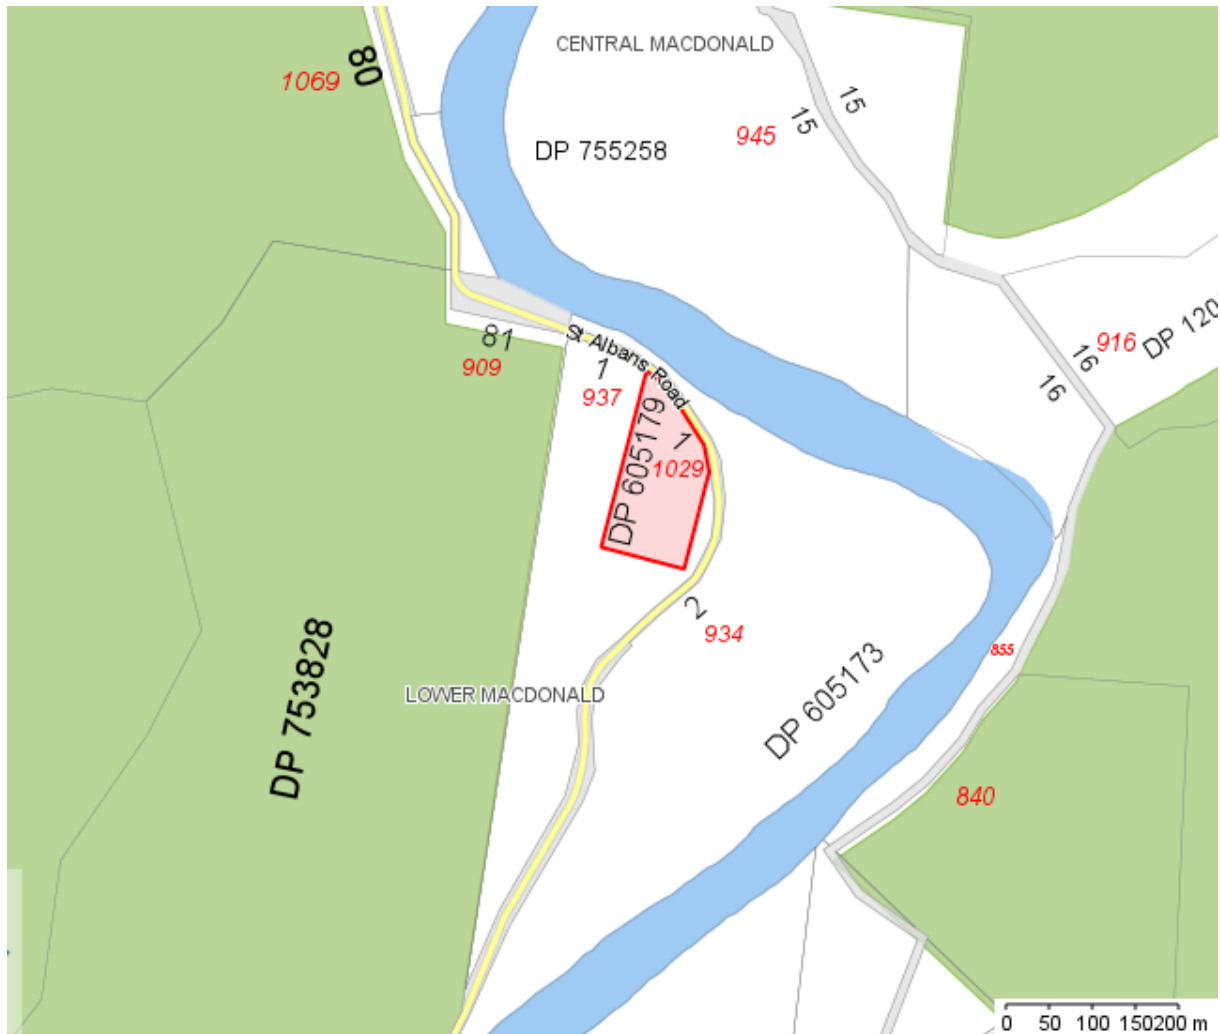 CENTRAL MACDONALD
80
1069
15
15
945
DP 755258
81
909
St Albans Road
1
937
16
16
916
DP 120
DP 605179
1
1029
2
934
855
DP 753828
LOWER MACDONALD
DP 605173
840
0 50 100 150200 m